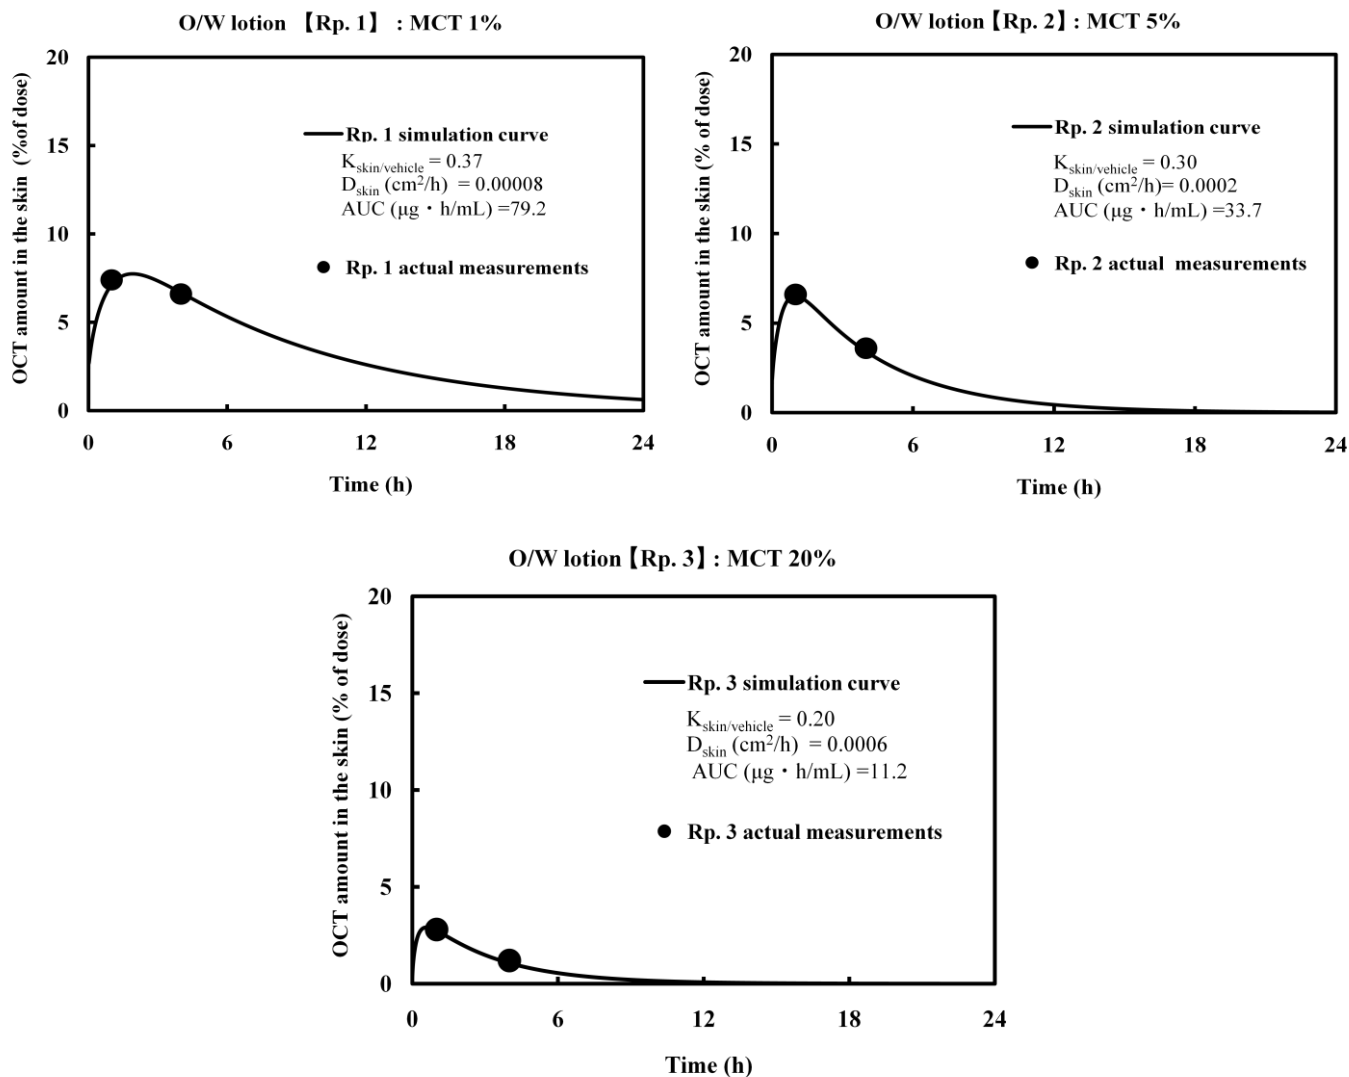 O/W lotion 【Rp. 1】 : MCT 1%
OCT amount in the skin (%of dose)
20
15
10
5
0
Rp. 1 simulation curve
Kskin/vehicle = 0.37
Dskin (cm²/h) = 0.00008
AUC (μg・h/mL) =79.2
Rp. 1 actual measurements
0 6 12 18 24
Time (h)
O/W lotion【Rp. 2】: MCT 5%
OCT amount in the skin (% of dose)
20
15
10
5
0
Rp. 2 simulation curve
Kskin/vehicle = 0.30
Dskin (cm²/h)= 0.0002
AUC (μg・h/mL) =33.7
Rp. 2 actual measurements
0 6 12 18 24
Time (h)
O/W lotion【Rp. 3】: MCT 20%
OCT amount in the skin (% of dose)
20
15
10
5
0
Rp. 3 simulation curve
Kskin/vehicle = 0.20
Dskin (cm²/h) = 0.0006
AUC (μg・h/mL) =11.2
Rp. 3 actual measurements
0 6 12 18 24
Time (h)